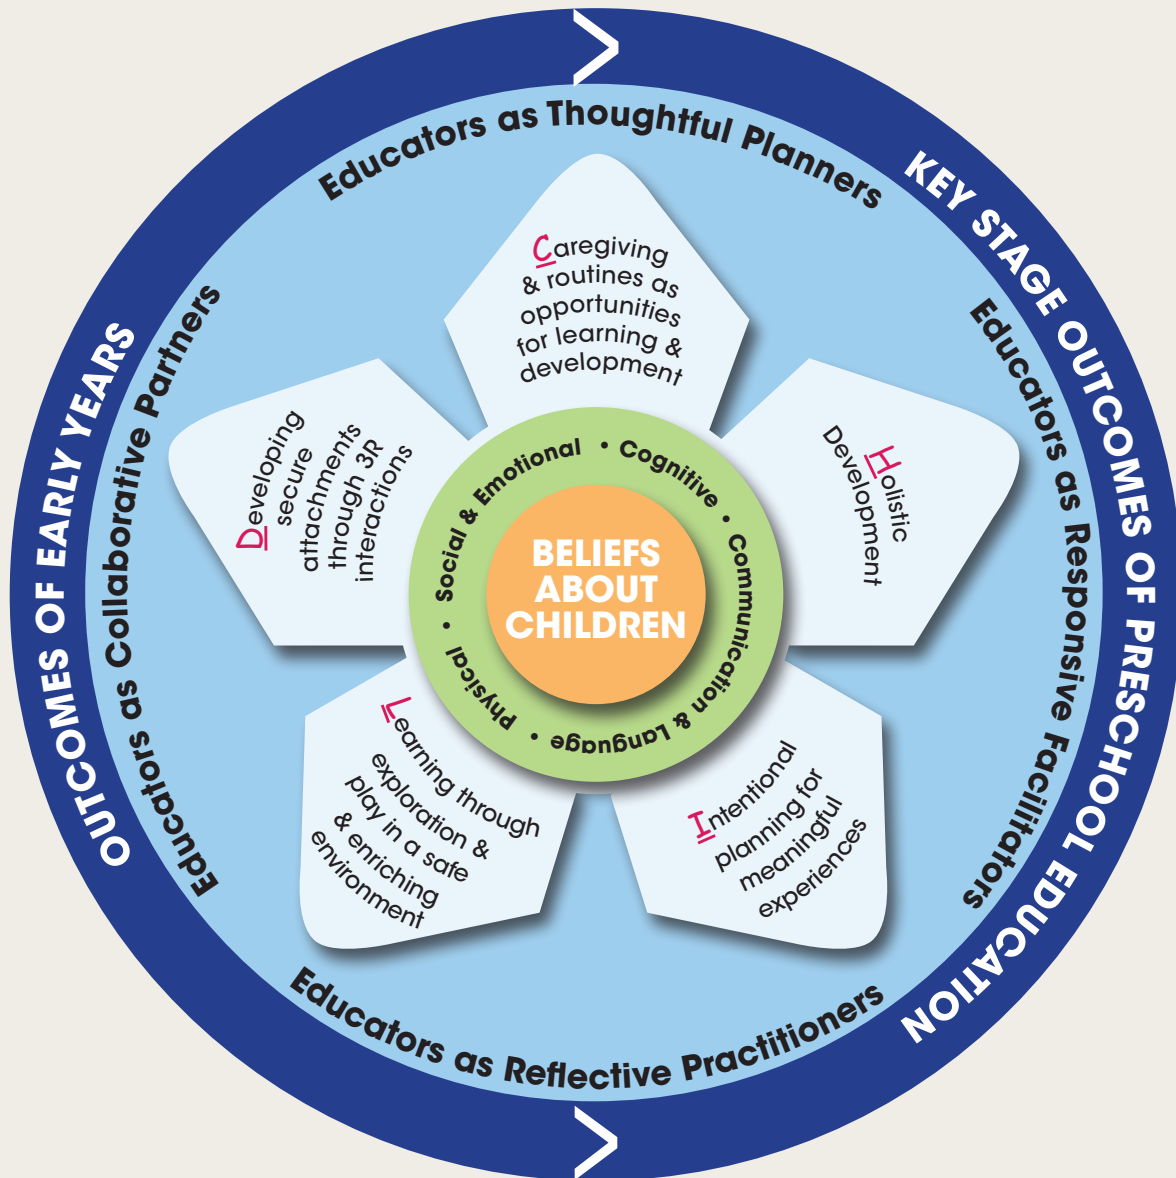 OUTCOMES OF EARLY YEARS
KEY STAGE OUTCOMES OF PRESCHOOL EDUCATION
Educators as Thoughtful Planners
Educators as Responsive Facilitators
Educators as Reflective Practitioners
Educators as Collaborative Partners
Caregiving
& routines as
opportunities
for learning &
development
Holistic
Development
Intentional
planning for
meaningful
experiences
Learning through
exploration &
play in a safe
& enriching
environment
Developing
secure
attachments
through 3R
interactions
Social & Emotional • Cognitive • Communication & Language • Physical •
BELIEFS
ABOUT
CHILDREN